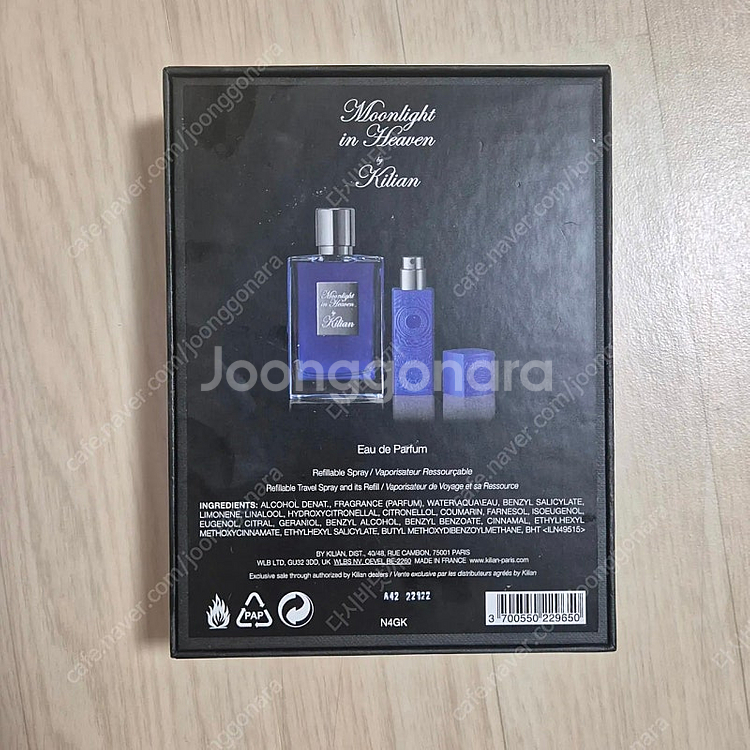 Moonlight
in Heaven
by
Kilian
Moonlight
in Heaven
by
Kilian
Joonggonara
Eau de Parfum
Refillable Spray / Vaporisateur Ressourçable
Refillable Travel Spray and its Refill / Vaporisateur de Voyage et sa Ressource
INGREDIENTS: ALCOHOL DENAT., FRAGRANCE (PARFUM), WATER\AQUA\EAU, BENZYL SALICYLATE,
LIMONENE, LINALOOL, HYDROXYCITRONELLAL, CITRONELLOL, COUMARIN, FARNESOL, ISOEUGENOL,
EUGENOL, CITRAL, GERANIOL, BENZYL ALCOHOL, BENZYL BENZOATE, CINNAMAL, ETHYLHEXYL
METHOXYCINNAMATE, ETHYLHEXYL SALICYLATE, BUTYL METHOXYDIBENZOYLMETHANE, BHT <ILN49515>
BY KILIAN, DIST., 40/48, RUE CAMBON, 75001 PARIS
WLB LTD, GU32 3DD, UK WLBS NV, OEVEL BE-2260 MADE IN FRANCE www.kilian-paris.com
Exclusive sale through authorized by Kilian dealers / Vente exclusive par les distributeurs agréés by Kilian
A42 22122
PAP
N4GK
3 700550 229650
cafe.naver.com/joonggonara